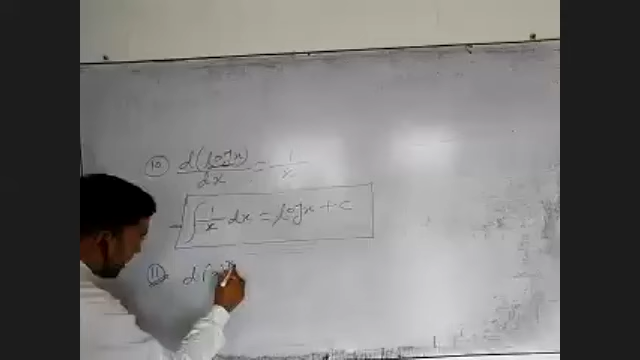 (10) d(logx)/dx = 1/x
∫ 1/x dx = logx + c
(11) d(